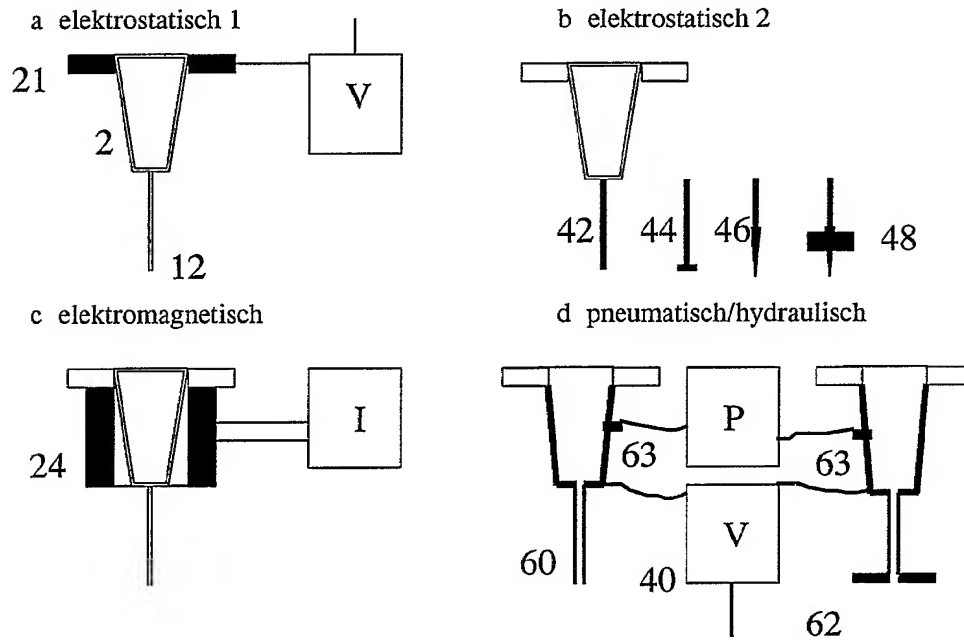 a elektrostatisch 1
21
V
2
12
b elektrostatisch 2
42
44
46
48
c elektromagnetisch
I
24
d pneumatisch/hydraulisch
P
63
63
V
60
40
62